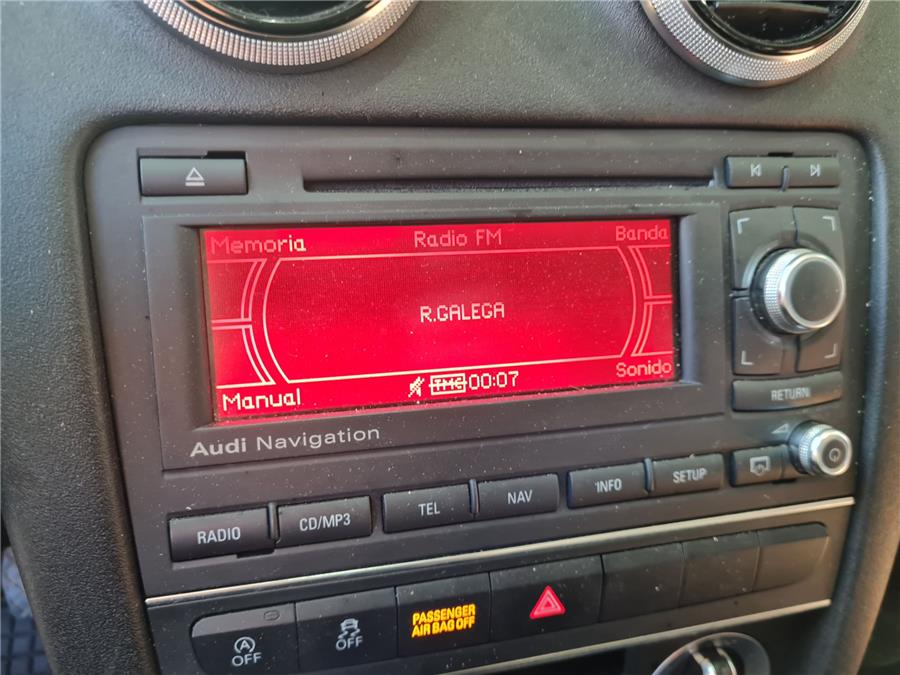 Memoria Radio FM Banda
R.GALEGA
Manual TMC 00:07 Sonido
Audi Navigation
RETURN
RADIO CD/MP3 TEL NAV INFO SETUP
A OFF OFF PASSENGER
AIR BAG OFF